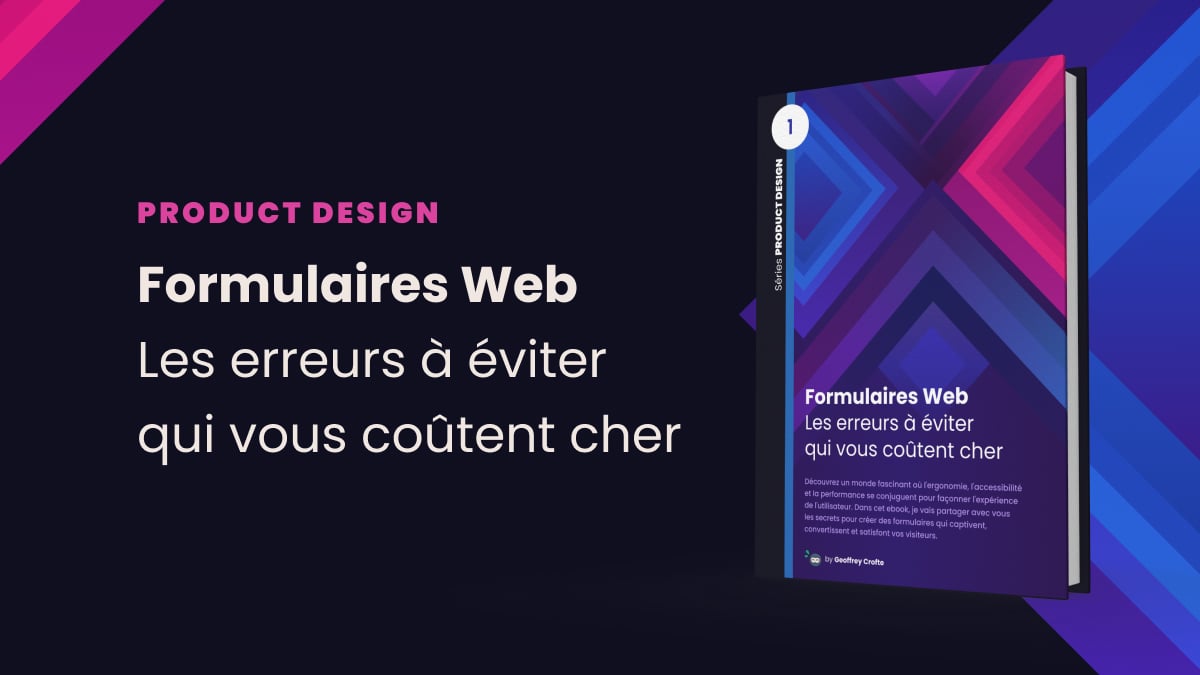 PRODUCT DESIGN
Formulaires Web
Les erreurs à éviter
qui vous coûtent cher
1
Séries PRODUCT DESIGN
Formulaires Web
Les erreurs à éviter
qui vous coûtent cher
Découvrez un monde fascinant où l'ergonomie, l'accessibilité
et la performance se conjuguent pour façonner l'expérience
de l'utilisateur. Dans cet ebook, je vais partager avec vous
les secrets pour créer des formulaires qui captivent,
convertissent et satisfont vos visiteurs.
by Geoffrey Crofte